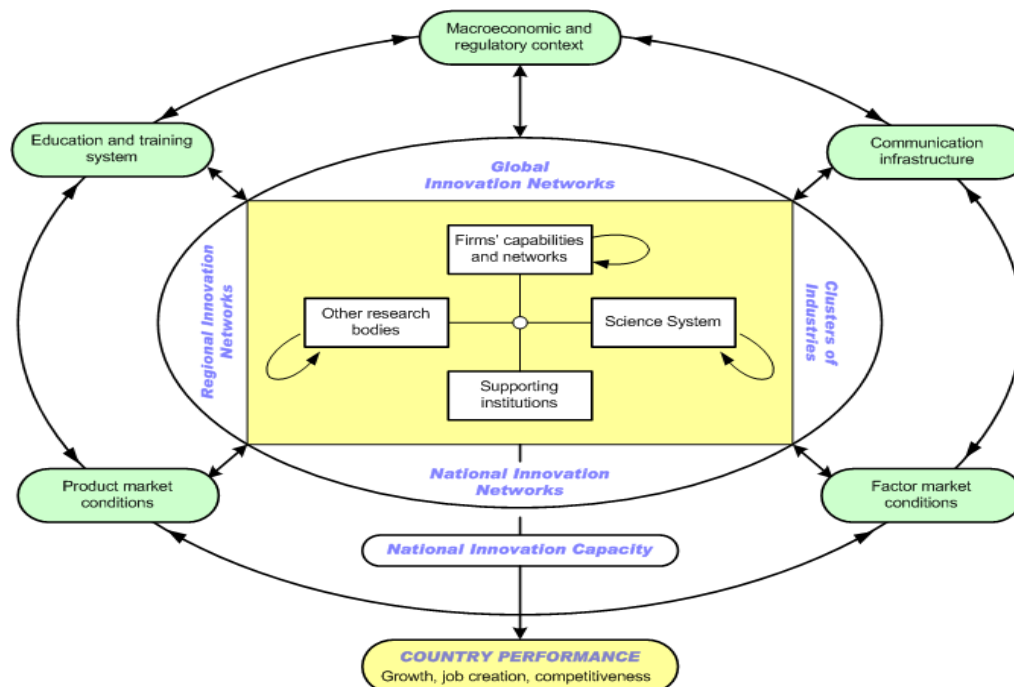 Macroeconomic and
regulatory context
Education and training
system
Communication
infrastructure
Global
Innovation Networks
Firms' capabilities
and networks
Regional Innovation
Networks
Other research
bodies
Science System
Clusters of
Industries
Supporting
institutions
National Innovation
Networks
Product market
conditions
Factor market
conditions
National Innovation Capacity
COUNTRY PERFORMANCE
Growth, job creation, competitiveness